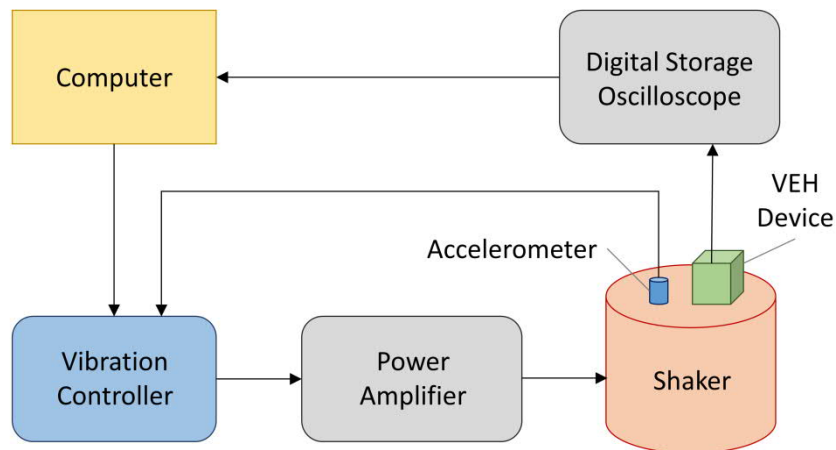 Computer
Digital Storage
Oscilloscope
VEH
Device
Accelerometer
Vibration
Controller
Power
Amplifier
Shaker